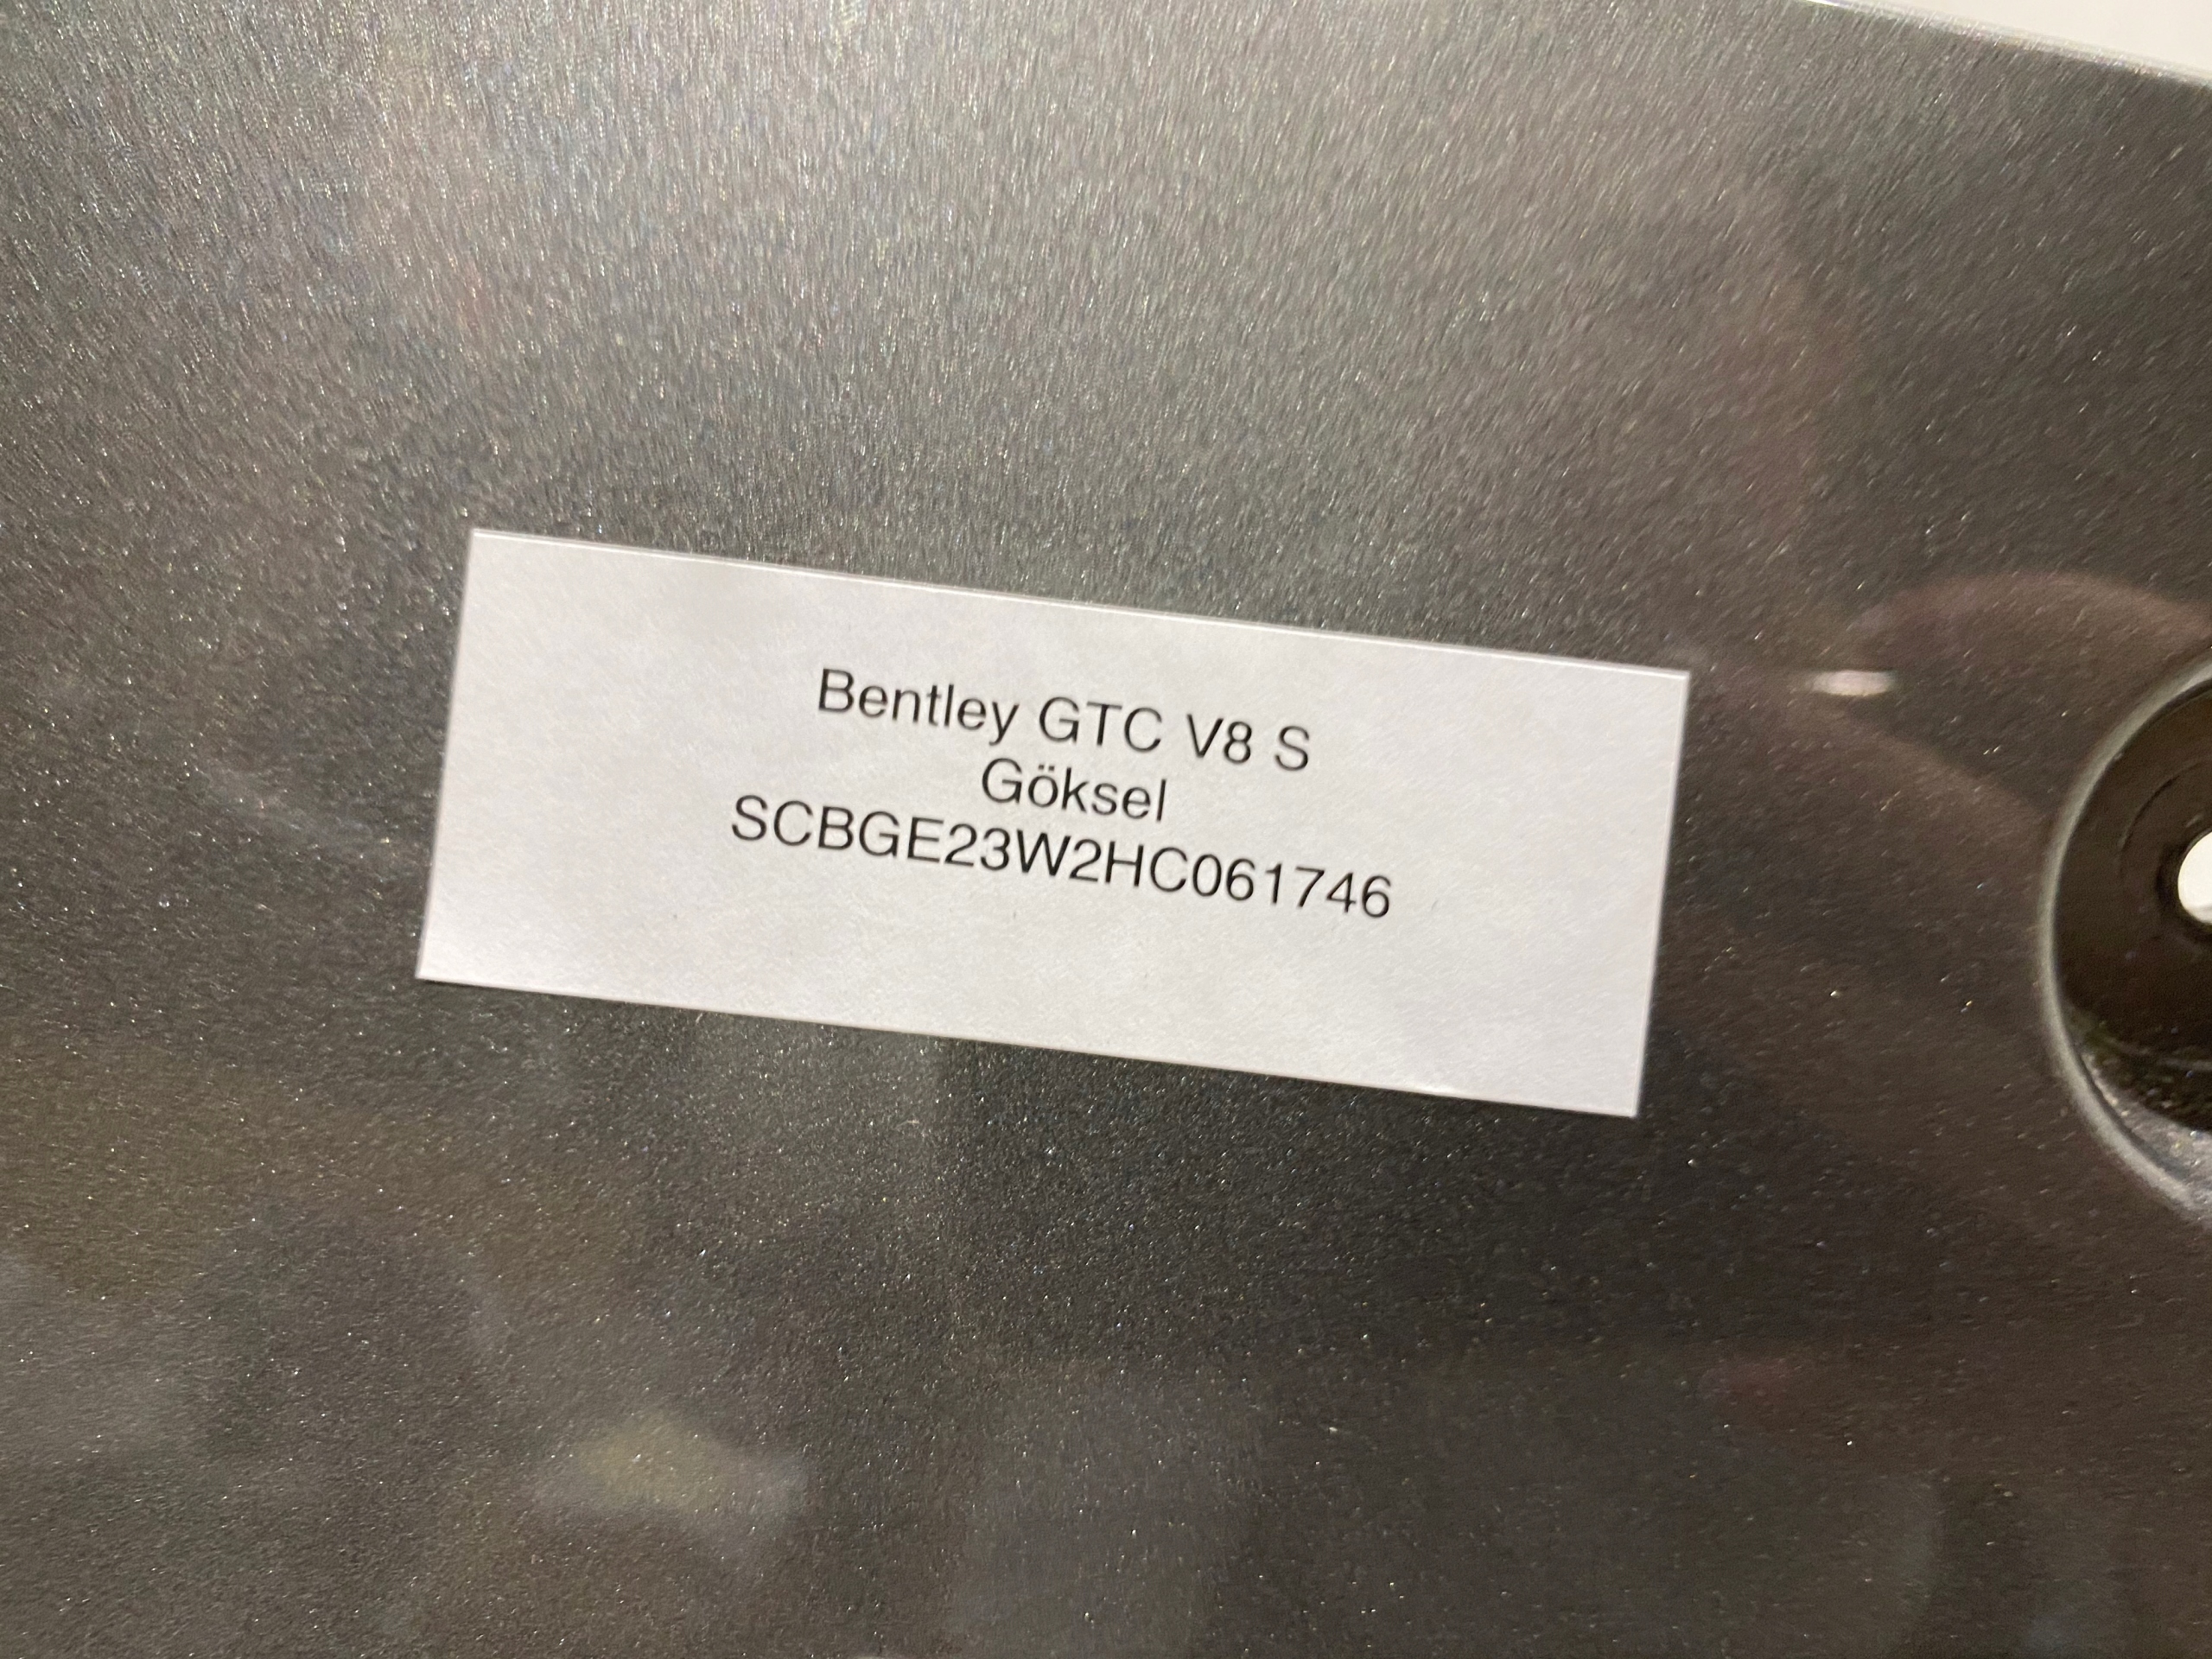 Bentley GTC V8 S
Göksel
SCBGE23W2HC061746